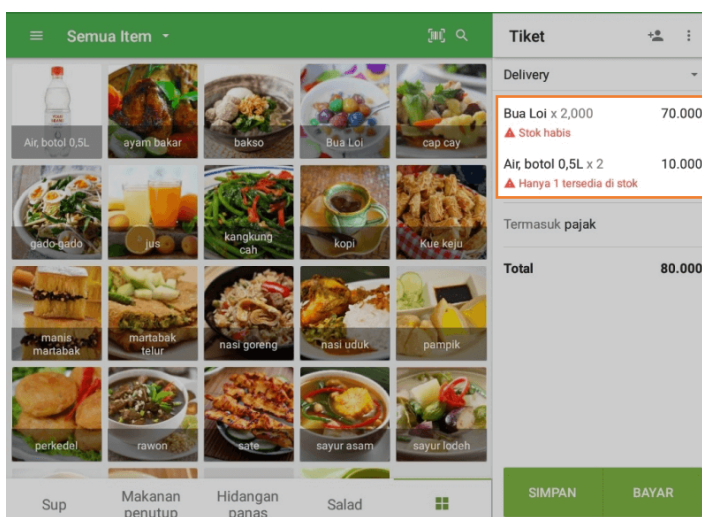 Semua Item
Tiket
Delivery
Air, botol 0,5L
ayam bakar
bakso
Bua Loi
cap cay
Bua Loi x 2,000 70.000
Stok habis
Air, botol 0,5L x 2 10.000
Hanya 1 tersedia di stok
gado gado
jus
kangkung
cah
kopi
Kue keju
Termasuk pajak
Total 80.000
manis
martabak
martabak
telur
nasi goreng
nasi uduk
pampik
perkedel
rawon
sate
sayur asam
sayur lodeh
Sup
Makanan
penutup
Hidangan
panas
Salad
SIMPAN
BAYAR